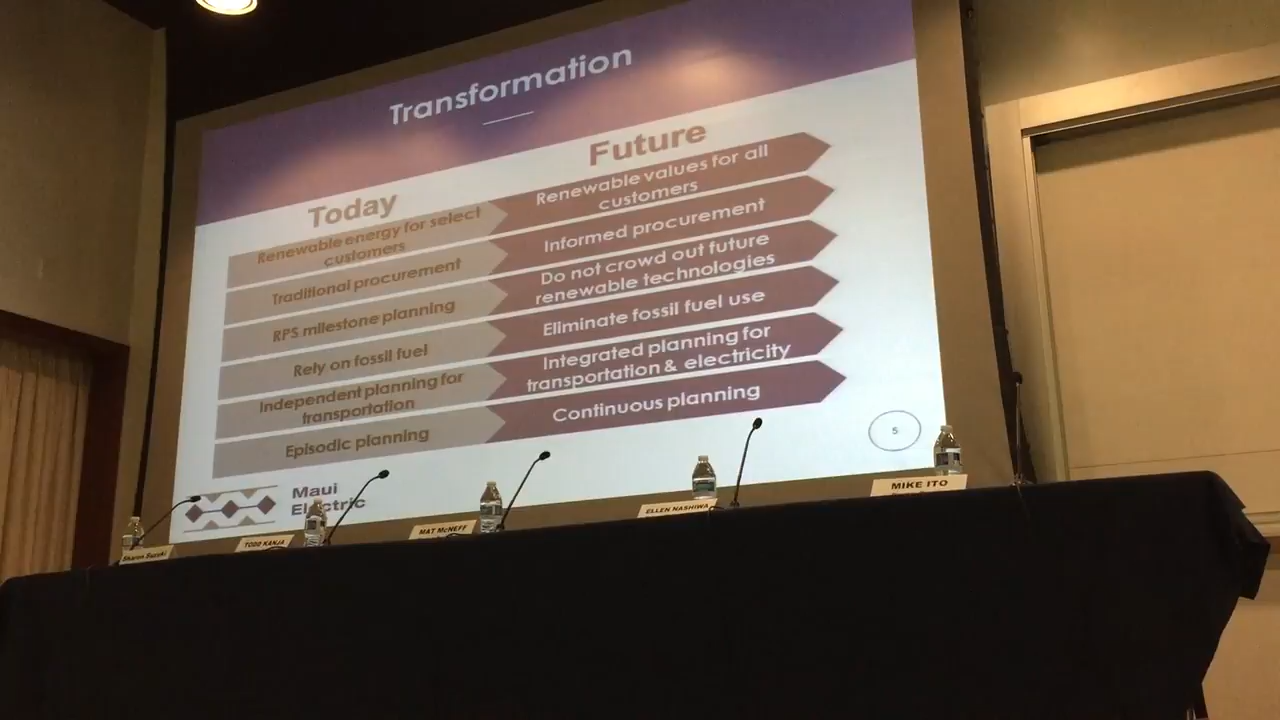 Transformation
Today
Future
Renewable energy for select
customers
Renewable values for all
customers
Traditional procurement
Informed procurement
RPS milestone planning
Do not crowd out future
renewable technologies
Rely on fossil fuel
Eliminate fossil fuel use
Independent planning for
transportation
Integrated planning for
transportation & electricity
Episodic planning
Continuous planning
5
Maui
Electric
Sharon Suzuki
TODD KANJA
MAT McNEFF
ELLEN NASHIWA
MIKE ITO